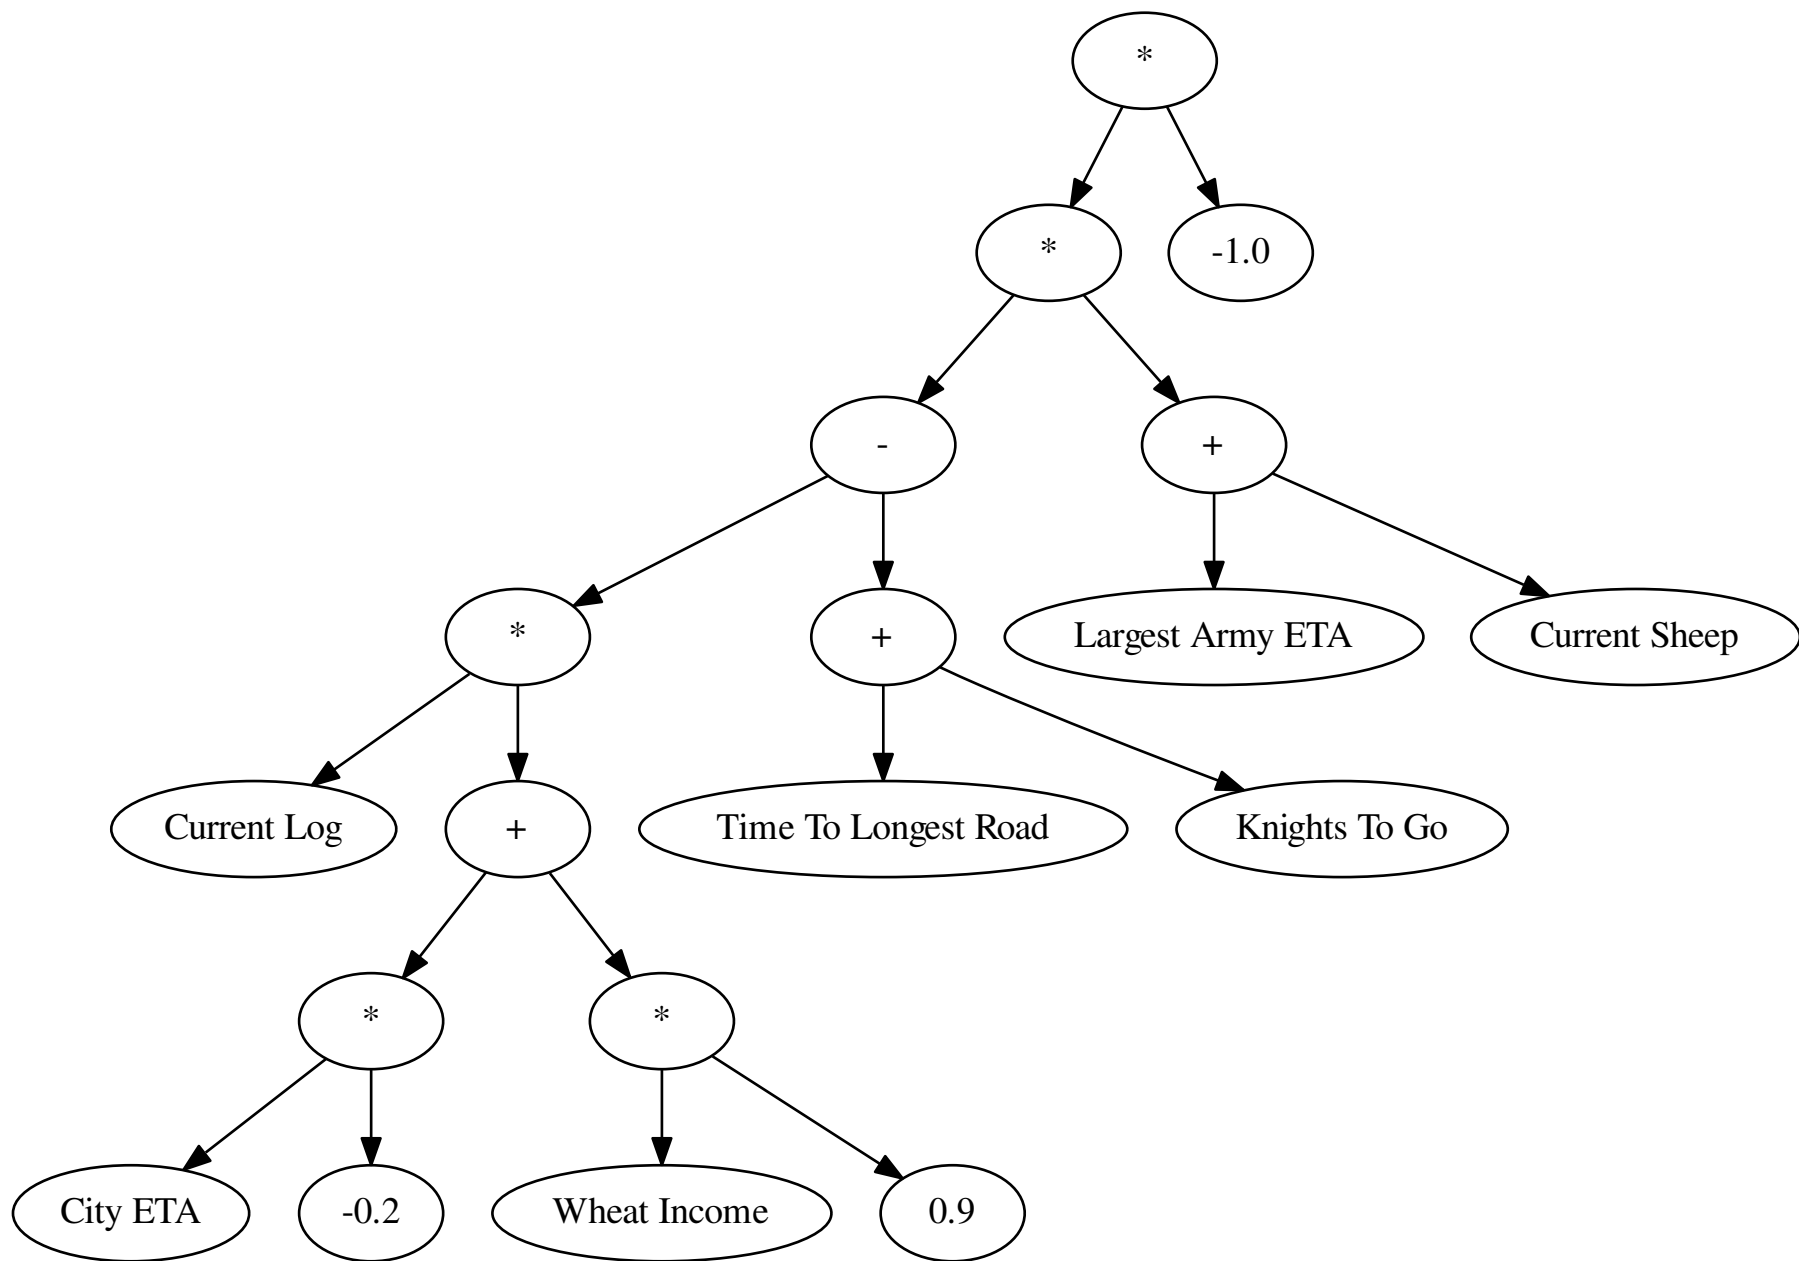 *
*
-1.0
-
+
*
+
Largest Army ETA
Current Sheep
Current Log
+
Time To Longest Road
Knights To Go
*
*
City ETA
-0.2
Wheat Income
0.9